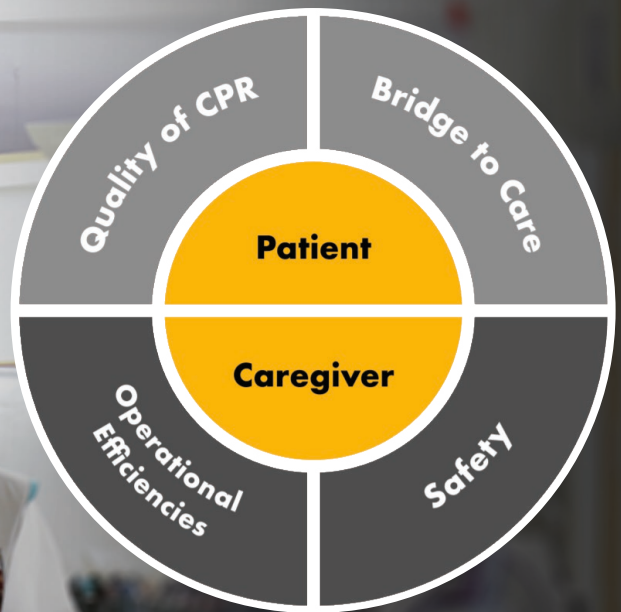 Quality of CPR
Bridge to Care
Patient
Caregiver
Operational
Efficiencies
Safety